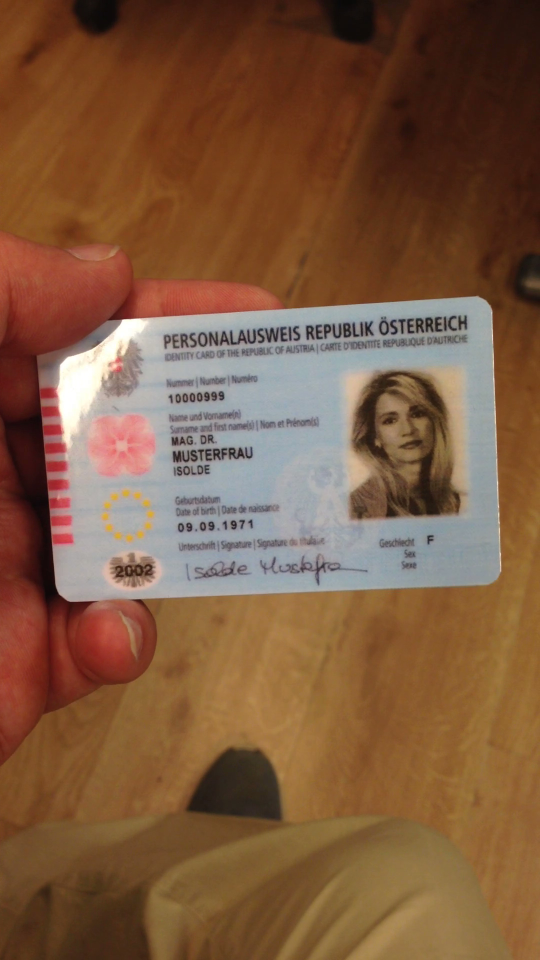 PERSONALAUSWEIS REPUBLIK ÖSTERREICH
IDENTITY CARD OF THE REPUBLIC OF AUSTRIA | CARTE D'IDENTITE REPUBLIQUE D'AUTRICHE
Nummer | Number | Numéro
10000999
Name und Vorname(n)
Surname and first name(s) | Nom et Prénom(s)
MAG. DR.
MUSTERFRAU
ISOLDE
Geburtsdatum
Date of birth | Date de naissance
09.09.1971
Unterschrift | Signature | Signature du titulaire
Isolde Musterfra
Geschlecht F
Sex
Sexe
2002